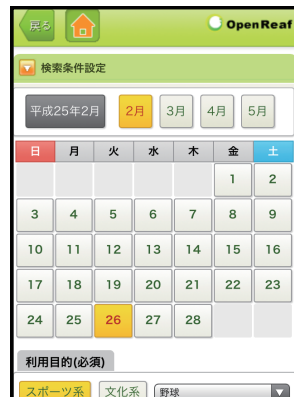 戻る
OpenReaf
検索条件設定
平成25年2月 2月 3月 4月 5月
日 月 火 水 木 金 土
1 2
3 4 5 6 7 8 9
10 11 12 13 14 15 16
17 18 19 20 21 22 23
24 25 26 27 28
利用目的(必須)
スポーツ系 文化系 野球